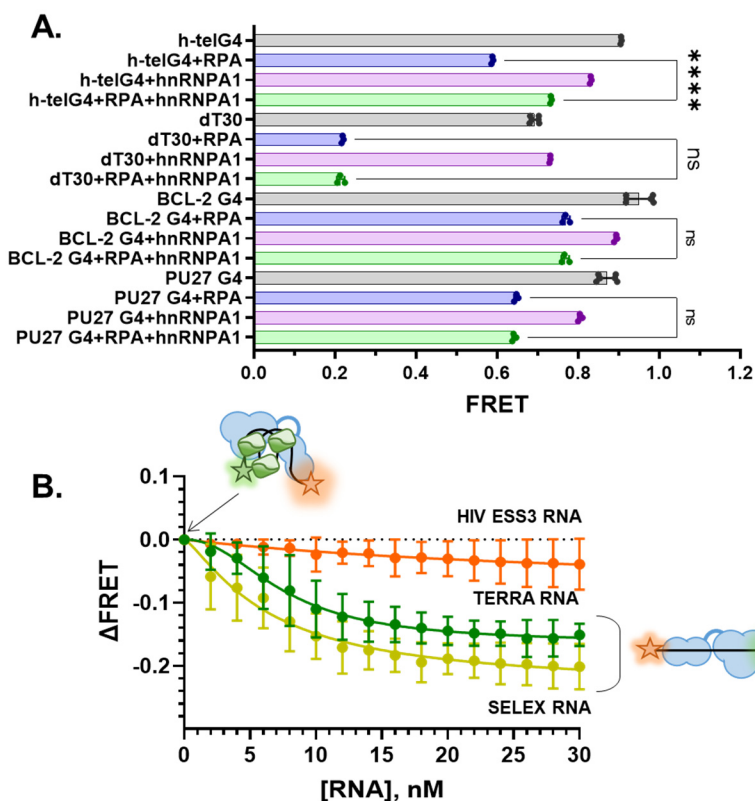 A.
h-telG4
h-telG4+RPA
h-telG4+hnRNPA1
h-telG4+RPA+hnRNPA1
dT30
dT30+RPA
dT30+hnRNPA1
dT30+RPA+hnRNPA1
BCL-2 G4
BCL-2 G4+RPA
BCL-2 G4+hnRNPA1
BCL-2 G4+RPA+hnRNPA1
PU27 G4
PU27 G4+RPA
PU27 G4+hnRNPA1
PU27 G4+RPA+hnRNPA1
****
ns
ns
ns
0.0 0.2 0.4 0.6 0.8 1.0 1.2
FRET
B.
0.1
0.0
-0.1
-0.2
ΔFRET
HIV ESS3 RNA
TERRA RNA
SELEX RNA
0 5 10 15 20 25 30
[RNA], nM